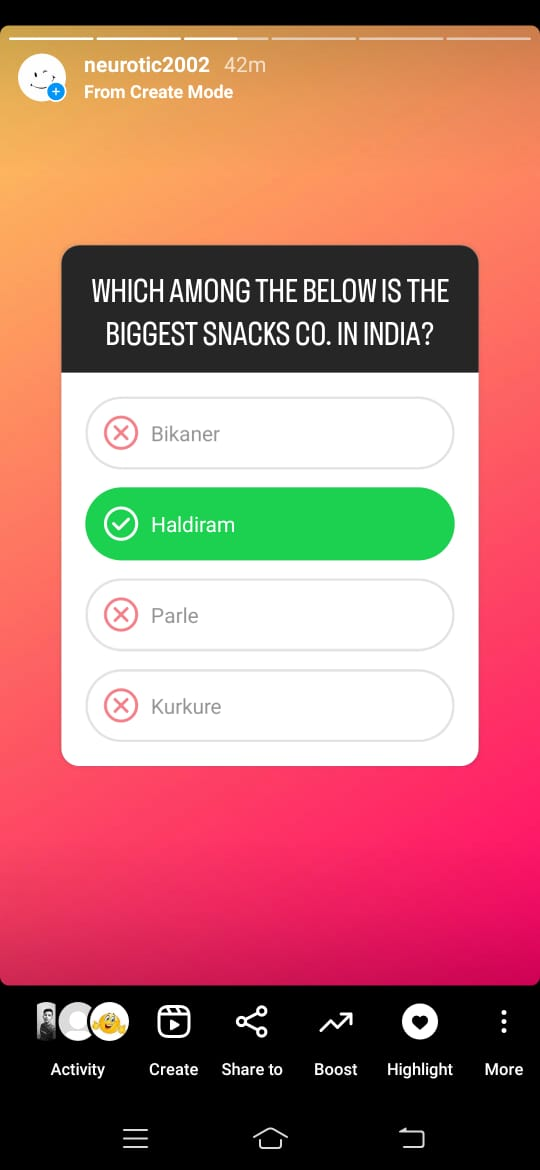 neurotic2002 42m
From Create Mode
WHICH AMONG THE BELOW IS THE
BIGGEST SNACKS CO. IN INDIA?
Bikaner
Haldiram
Parle
Kurkure
Activity Create Share to Boost Highlight More